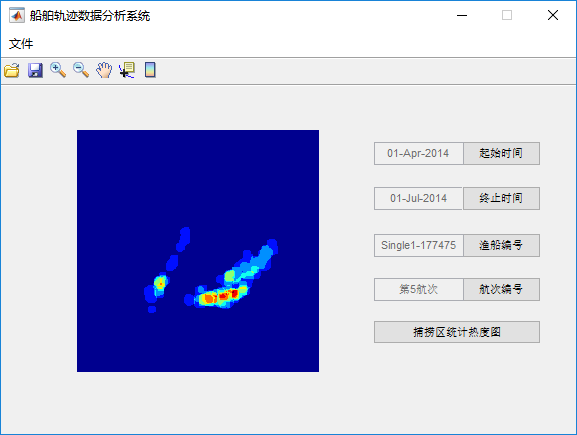 船舶轨迹数据分析系统
文件
01-Apr-2014 起始时间
01-Jul-2014 终止时间
Single1-177475 渔船编号
第5航次 航次编号
捕捞区统计热度图